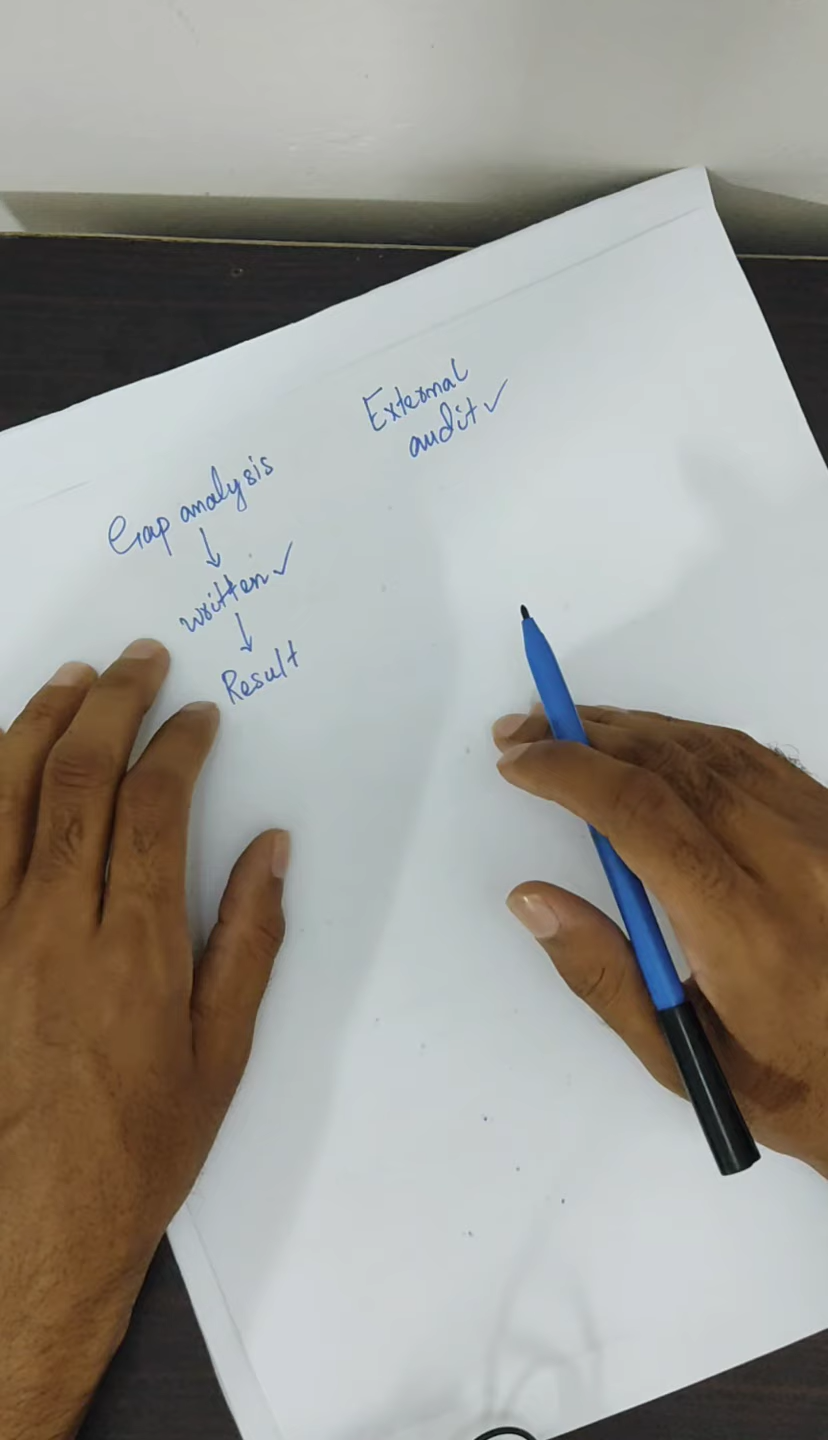 External
audit ✓
Gap analysis
↓
written ✓
↓
Result